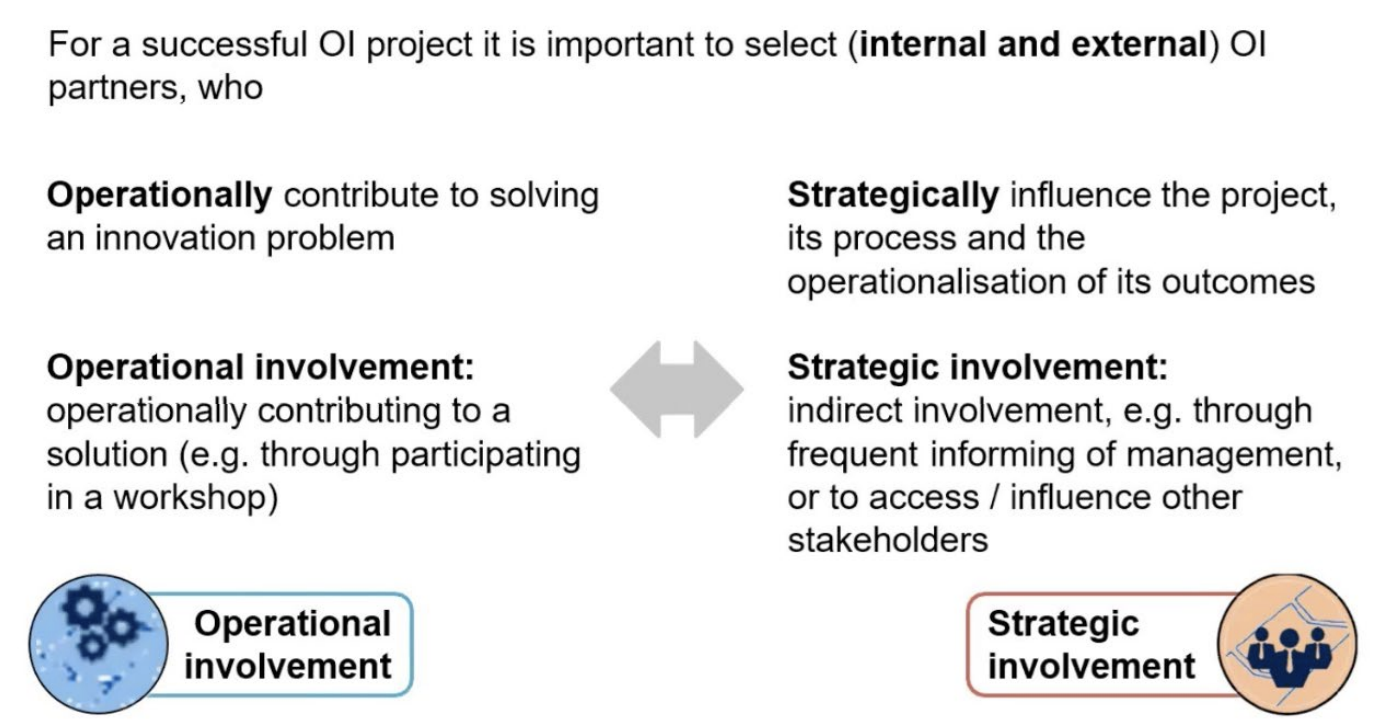 For a successful OI project it is important to select (internal and external) OI
partners, who
Operationally contribute to solving
an innovation problem
Strategically influence the project,
its process and the
operationalisation of its outcomes
Operational involvement:
operationally contributing to a
solution (e.g. through participating
in a workshop)
Strategic involvement:
indirect involvement, e.g. through
frequent informing of management,
or to access / influence other
stakeholders
Operational
involvement
Strategic
involvement